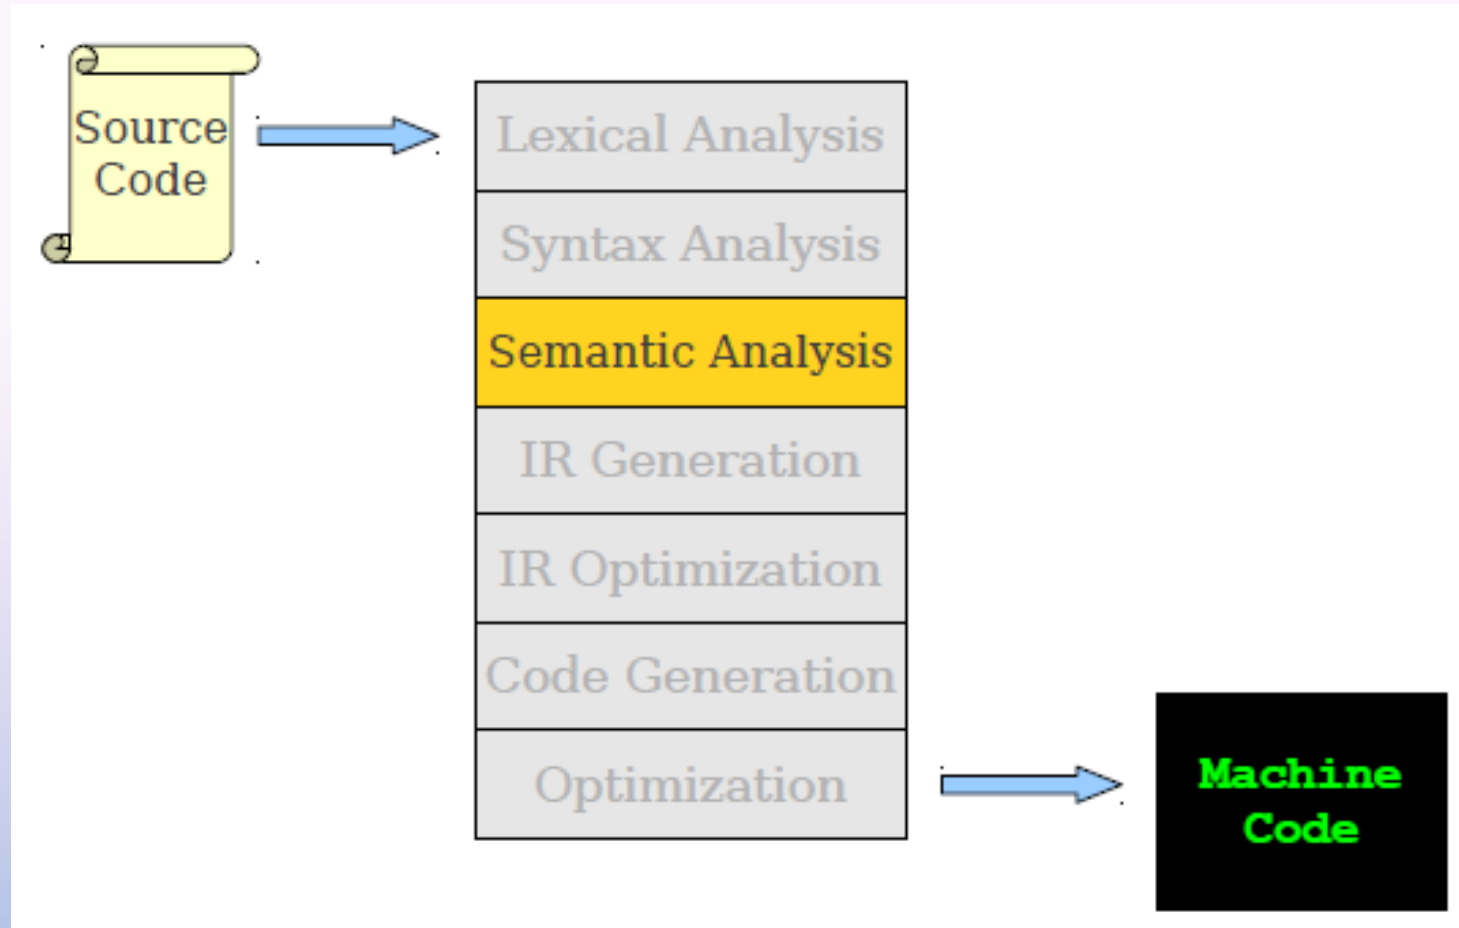 Source
Code
Lexical Analysis
Syntax Analysis
Semantic Analysis
IR Generation
IR Optimization
Code Generation
Optimization
Machine
Code